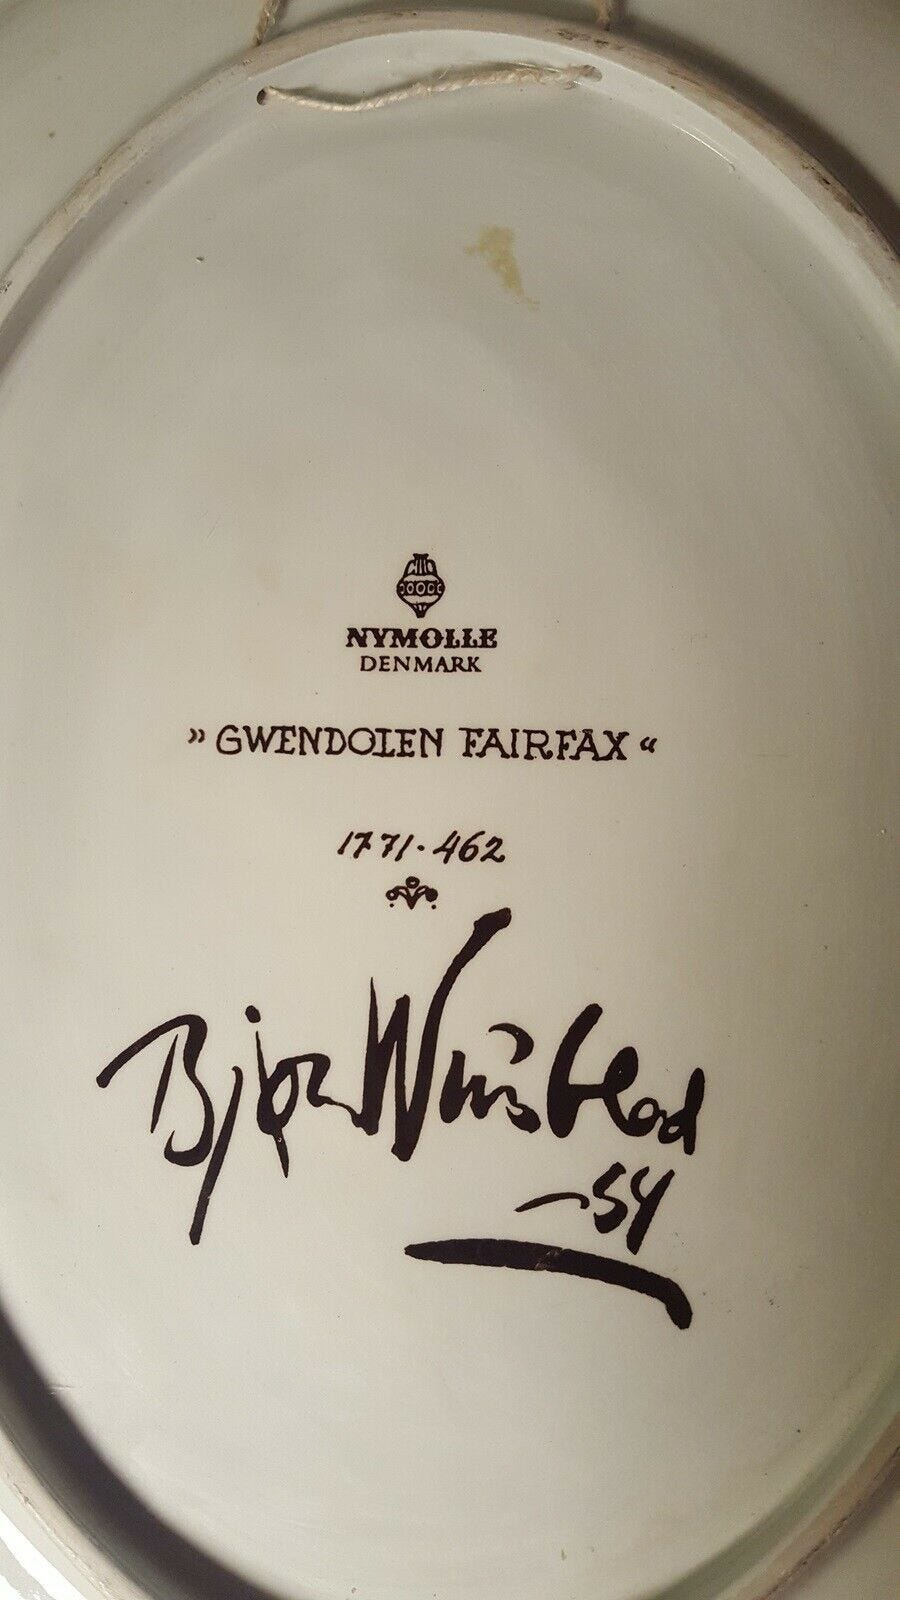 NYMOLLE
DENMARK
»GWENDOLEN FAIRFAX«
1771-462
Bjørn Wiinblad
-54